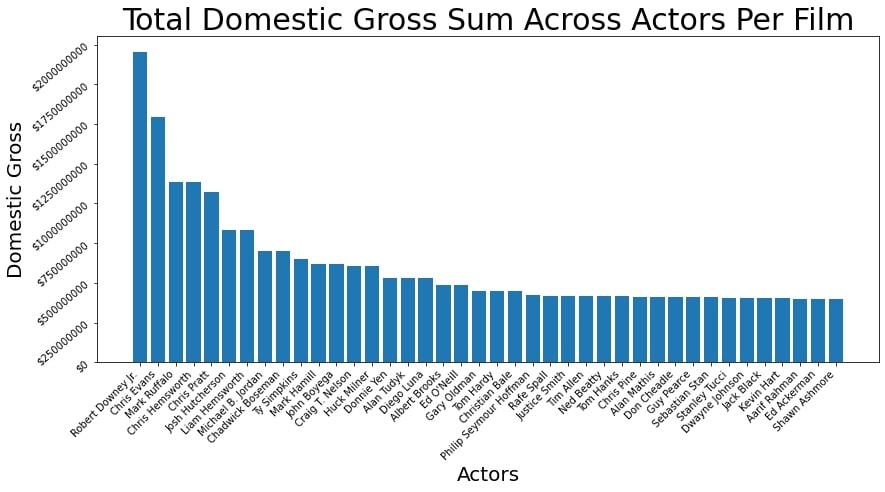 Total Domestic Gross Sum Across Actors Per Film
Domestic Gross
$2000000000
$1750000000
$1500000000
$1250000000
$1000000000
$750000000
$500000000
$250000000
$0
Robert Downey Jr.
Chris Evans
Mark Ruffalo
Chris Hemsworth
Chris Pratt
Josh Hutcherson
Liam Hemsworth
Michael B. Jordan
Chadwick Boseman
Ty Simpkins
Mark Hamill
John Boyega
Craig T. Nelson
Huck Milner
Donnie Yen
Alan Tudyk
Diego Luna
Albert Brooks
Ed O'Neill
Gary Oldman
Tom Hardy
Christian Bale
Philip Seymour Hoffman
Rafe Spall
Justice Smith
Tim Allen
Ned Beatty
Tom Hanks
Chris Pine
Alan Mathis
Don Cheadle
Guy Pearce
Sebastian Stan
Stanley Tucci
Dwayne Johnson
Jack Black
Kevin Hart
Aarif Rahman
Ed Ackerman
Shawn Ashmore
Actors